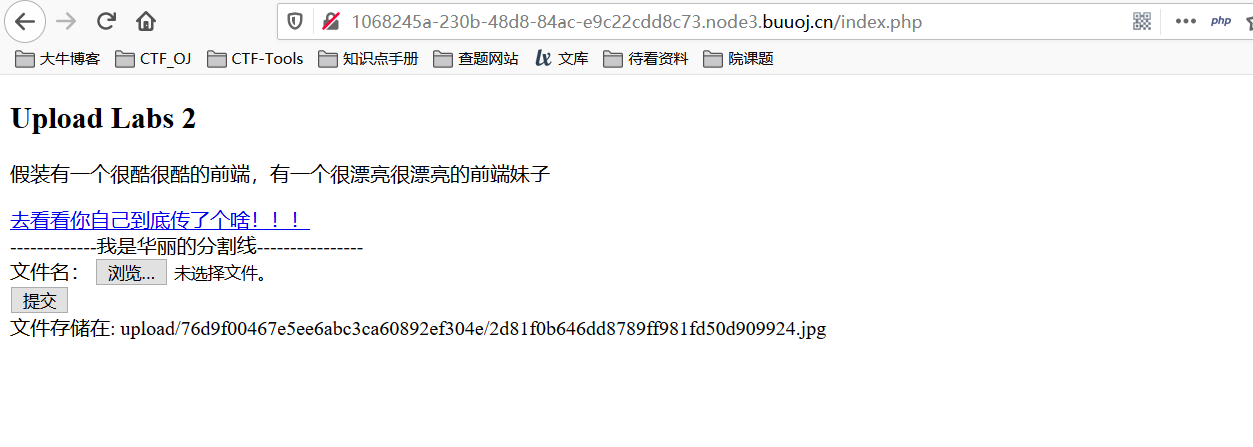 1068245a-230b-48d8-84ac-e9c22cdd8c73.node3.buuoj.cn/index.php
php
大牛博客 CTF_OJ CTF-Tools 知识点手册 查题网站 lx 文库 待看资料 院课题
Upload Labs 2
假装有一个很酷很酷的前端，有一个很漂亮很漂亮的前端妹子
去看看你自己到底传了个啥！！！
-------------我是华丽的分割线----------------
文件名： 浏览... 未选择文件。
提交
文件存储在: upload/76d9f00467e5ee6abc3ca60892ef304e/2d81f0b646dd8789ff981fd50d909924.jpg